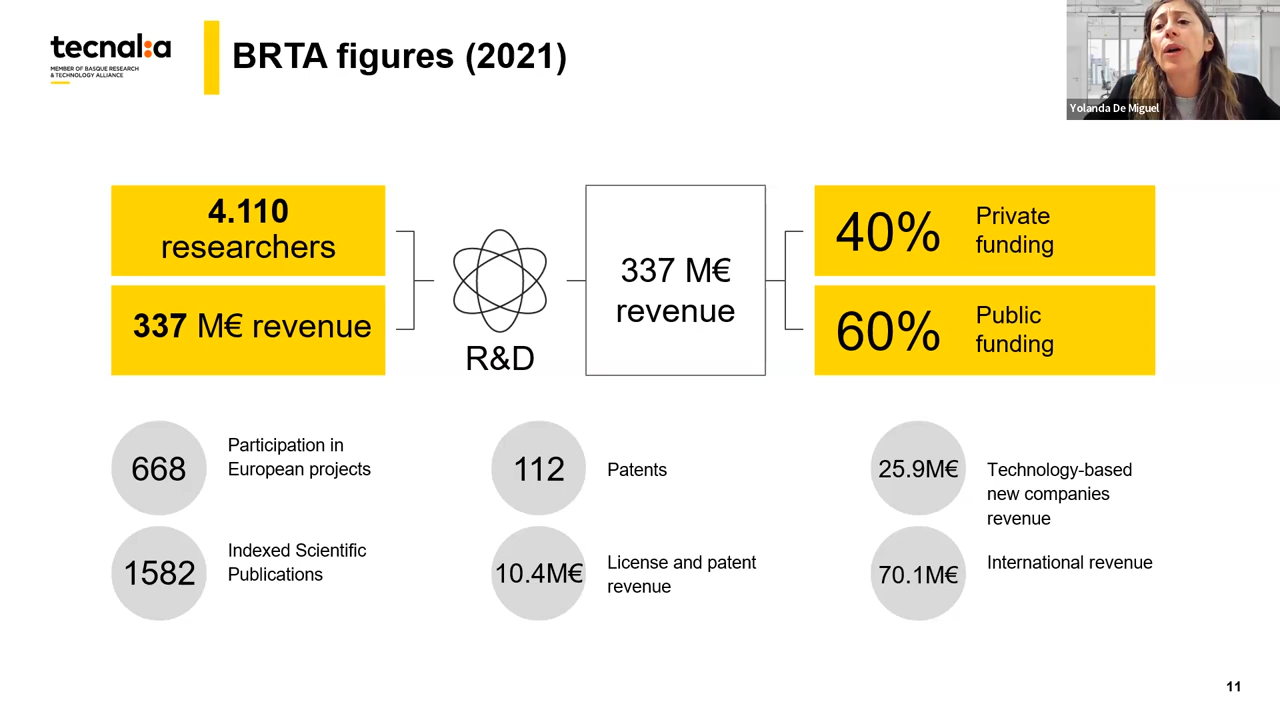 tecnal:a
MEMBER OF BASQUE RESEARCH
& TECHNOLOGY ALLIANCE
BRTA figures (2021)
Yolanda De Miguel
4.110
researchers
337 M€ revenue
R&D
337 M€
revenue
40%
Private
funding
60%
Public
funding
668
Participation in
European projects
112
Patents
25.9M€
Technology-based
new companies
revenue
1582
Indexed Scientific
Publications
10.4M€
License and patent
revenue
70.1M€
International revenue
11